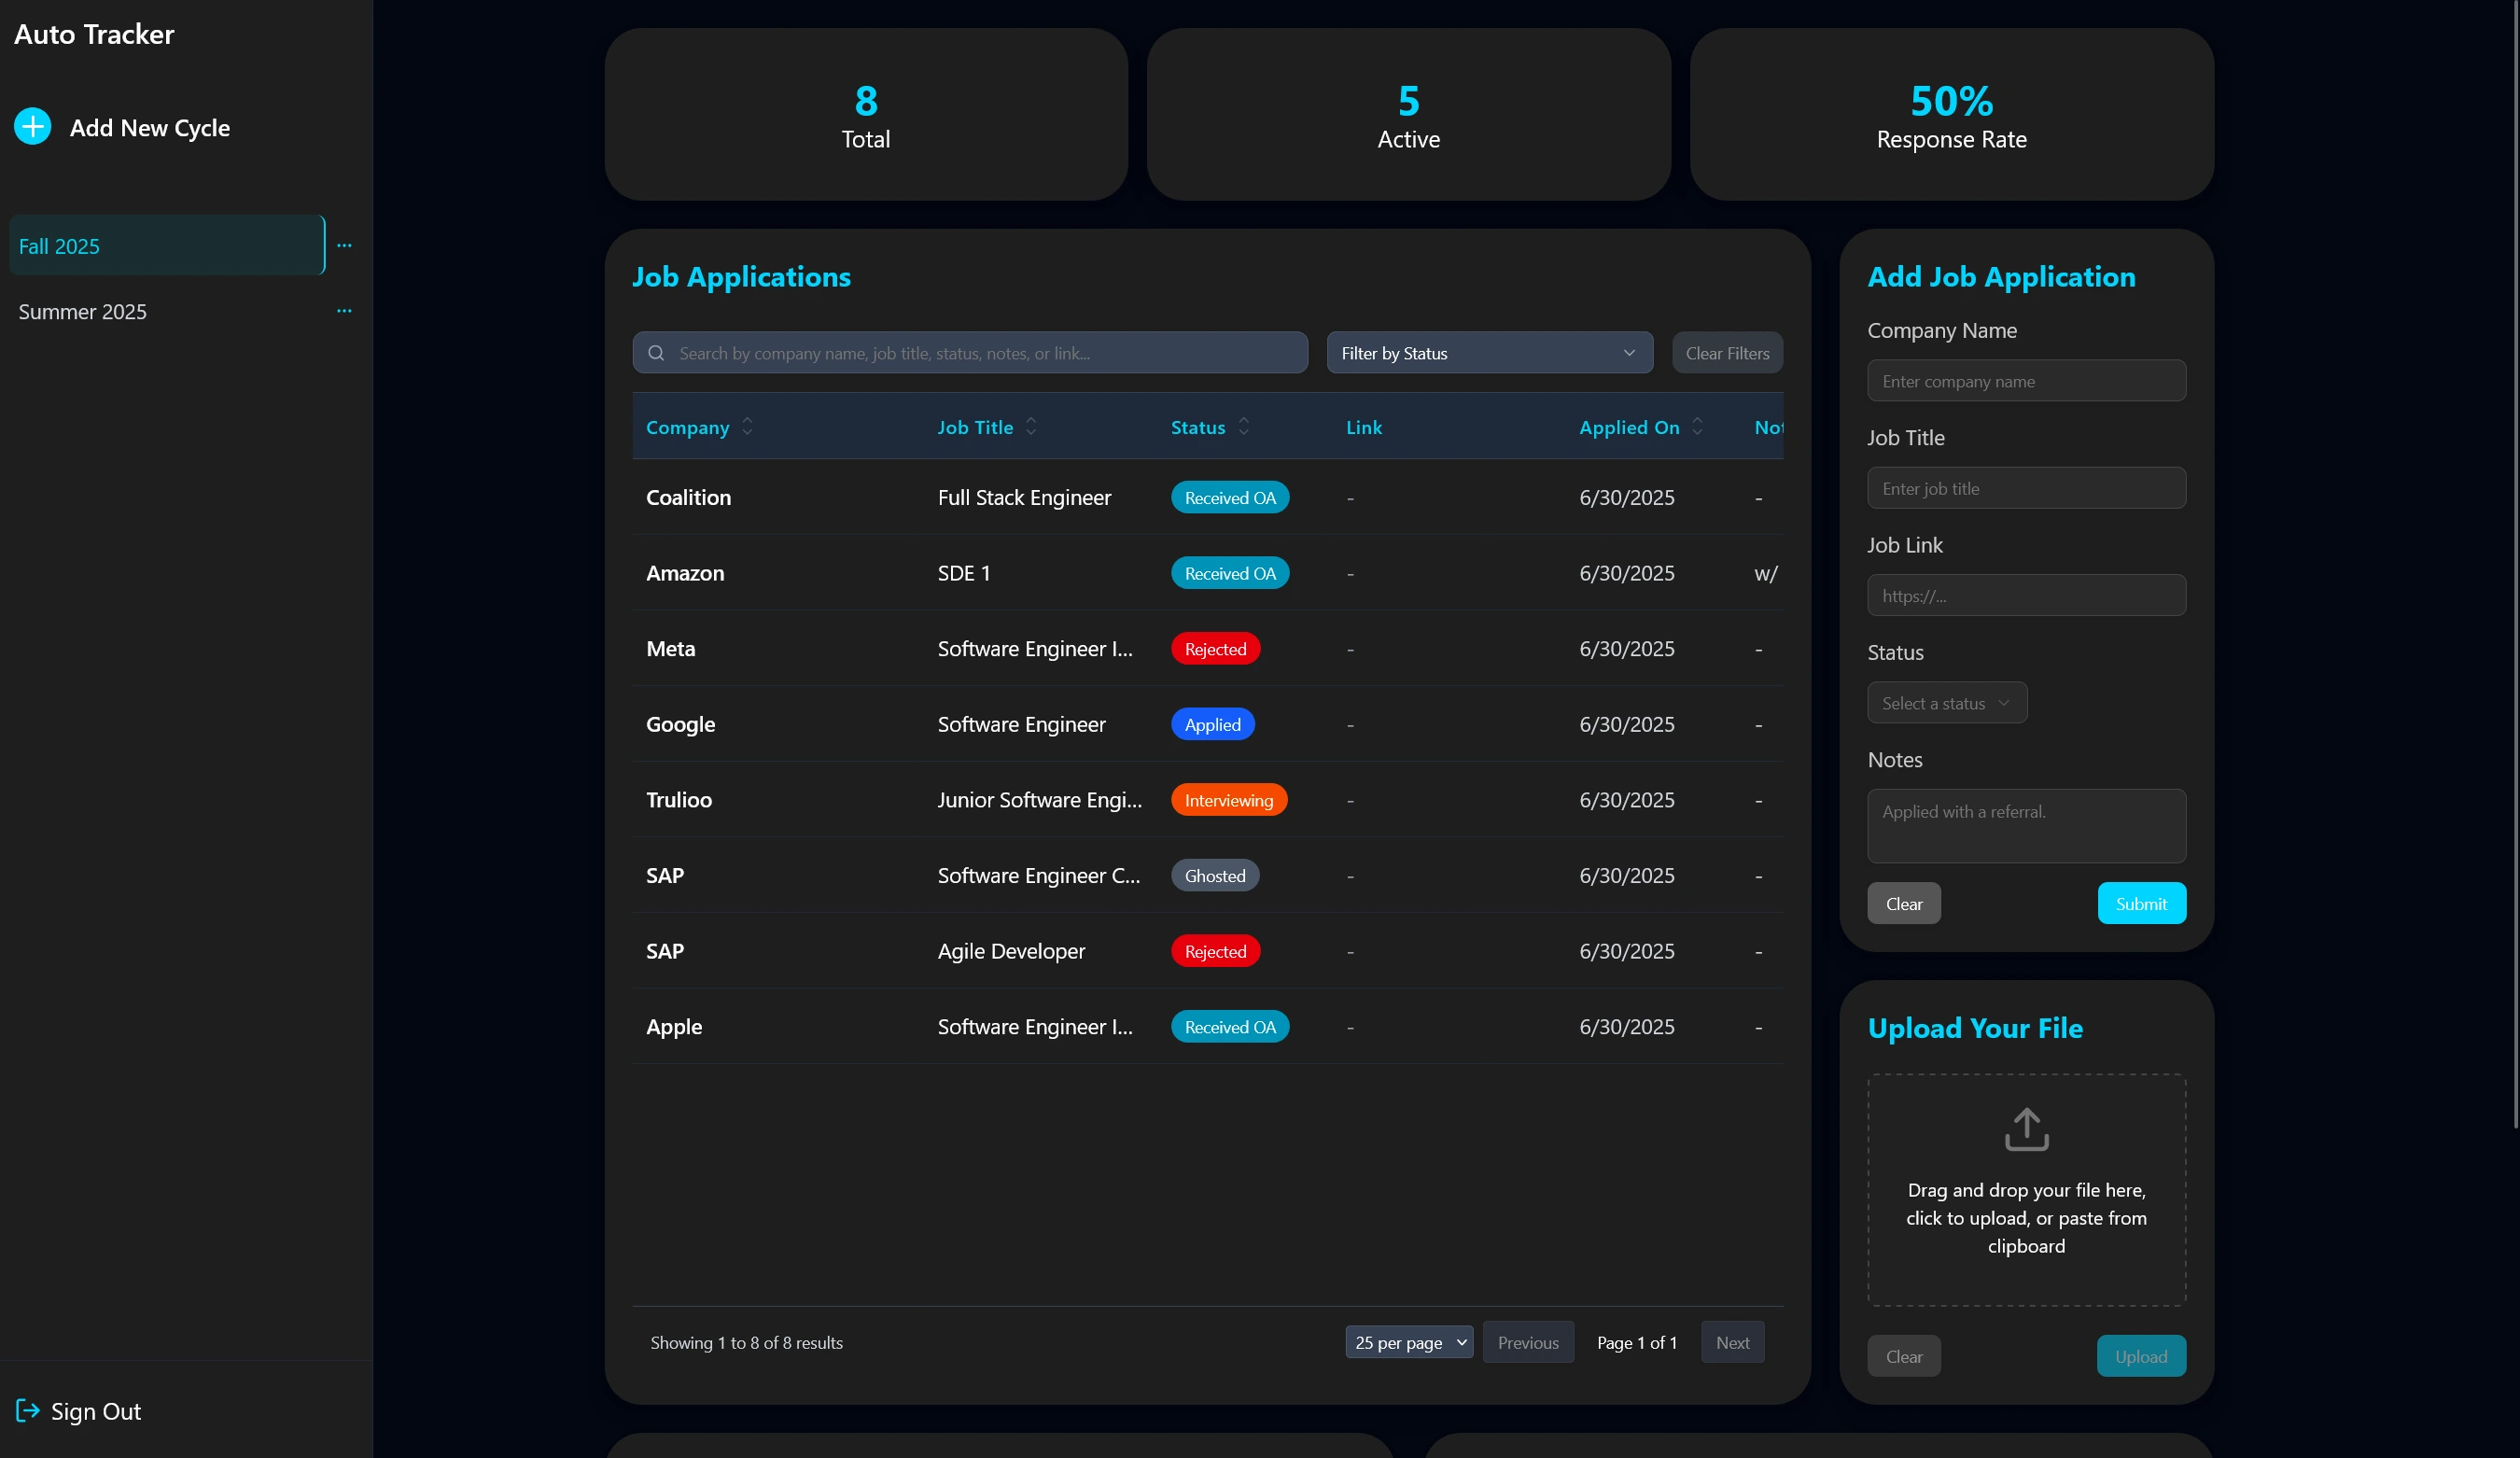 Auto Tracker
Add New Cycle
Fall 2025
Summer 2025
Sign Out
8
Total
5
Active
50%
Response Rate
Job Applications
Search by company name, job title, status, notes, or link...
Filter by Status
Clear Filters
Company Job Title Status Link Applied On Not
Coalition Full Stack Engineer Received OA - 6/30/2025 -
Amazon SDE 1 Received OA - 6/30/2025 w/
Meta Software Engineer I... Rejected - 6/30/2025 -
Google Software Engineer Applied - 6/30/2025 -
Trulioo Junior Software Engi... Interviewing - 6/30/2025 -
SAP Software Engineer C... Ghosted - 6/30/2025 -
SAP Agile Developer Rejected - 6/30/2025 -
Apple Software Engineer I... Received OA - 6/30/2025 -
Showing 1 to 8 of 8 results
25 per page
Previous
Page 1 of 1
Next
Add Job Application
Company Name
Enter company name
Job Title
Enter job title
Job Link
https://...
Status
Select a status
Notes
Applied with a referral.
Clear
Submit
Upload Your File
Drag and drop your file here,
click to upload, or paste from
clipboard
Clear
Upload